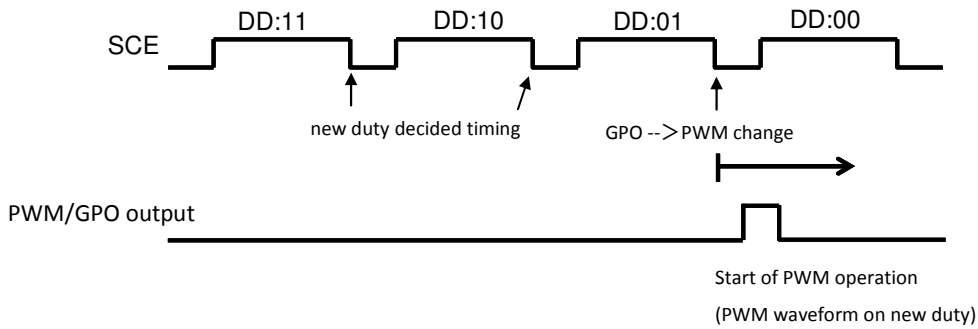 DD:11 DD:10 DD:01 DD:00
SCE
new duty decided timing GPO -->PWM change
PWM/GPO output
Start of PWM operation
(PWM waveform on new duty)